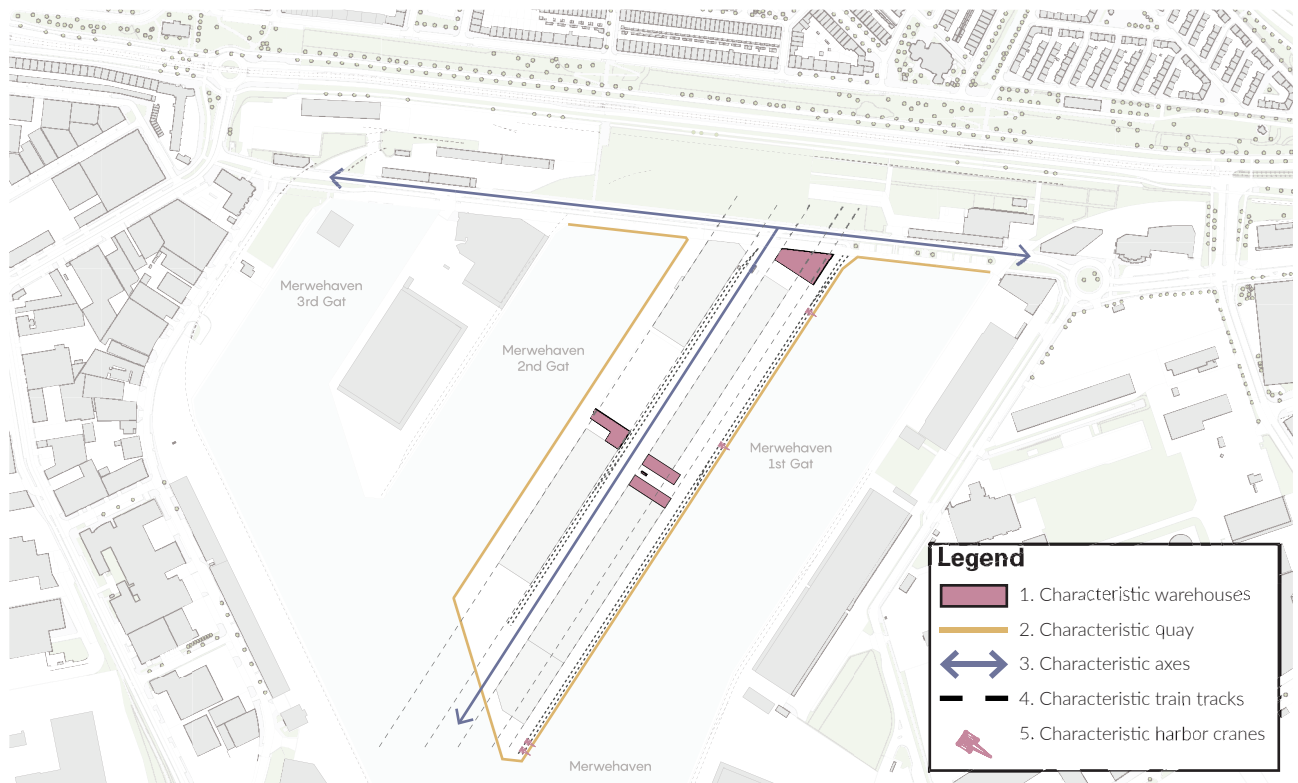 Merwehaven
3rd Gat
Merwehaven
2nd Gat
Merwehaven
1st Gat
Merwehaven
Legend
1. Characteristic warehouses
2. Characteristic quay
3. Characteristic axes
4. Characteristic train tracks
5. Characteristic harbor cranes